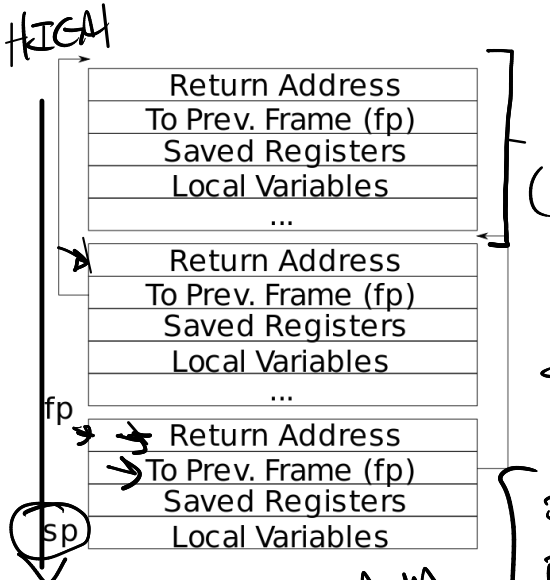 HIGH
Return Address
To Prev. Frame (fp)
Saved Registers
Local Variables
...
Return Address
To Prev. Frame (fp)
Saved Registers
Local Variables
...
fp
Return Address
To Prev. Frame (fp)
Saved Registers
sp
Local Variables